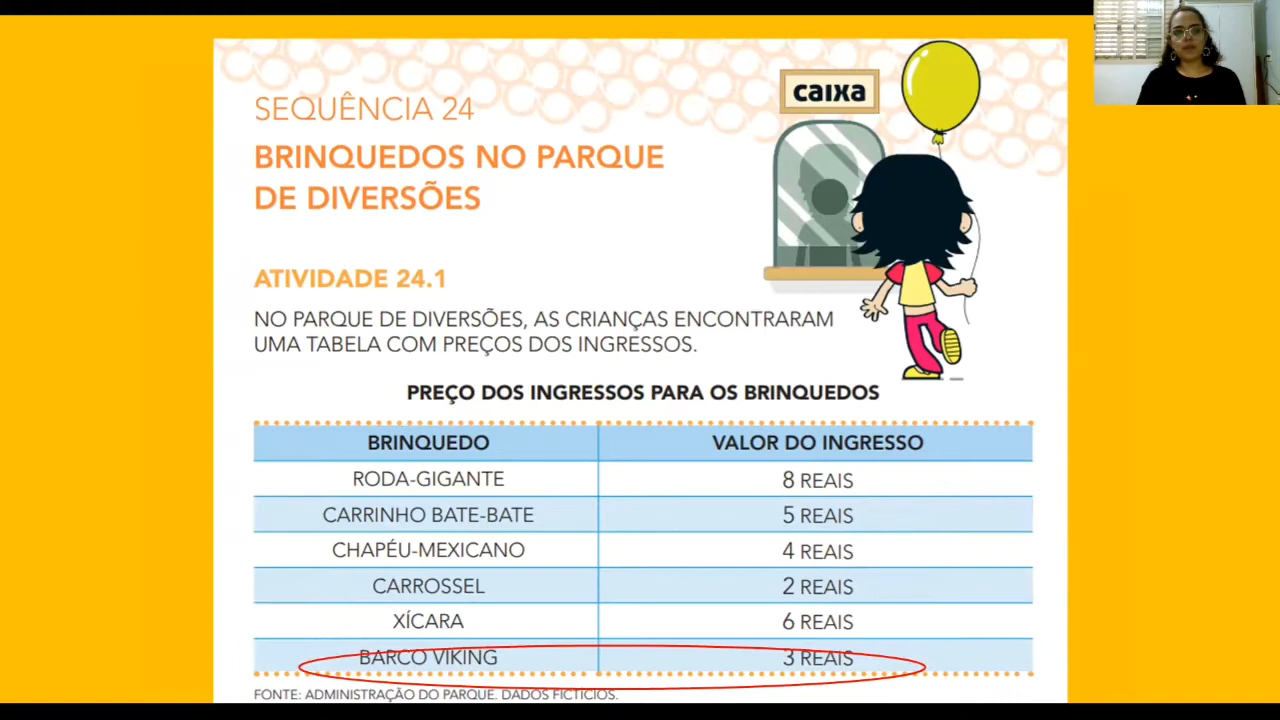 caixa
SEQUÊNCIA 24
BRINQUEDOS NO PARQUE
DE DIVERSÕES
ATIVIDADE 24.1
NO PARQUE DE DIVERSÕES, AS CRIANÇAS ENCONTRARAM
UMA TABELA COM PREÇOS DOS INGRESSOS.
PREÇO DOS INGRESSOS PARA OS BRINQUEDOS
BRINQUEDO VALOR DO INGRESSO
RODA-GIGANTE 8 REAIS
CARRINHO BATE-BATE 5 REAIS
CHAPÉU-MEXICANO 4 REAIS
CARROSSEL 2 REAIS
XÍCARA 6 REAIS
BARCO VIKING 3 REAIS
FONTE: ADMINISTRAÇÃO DO PARQUE. DADOS FICTÍCIOS.